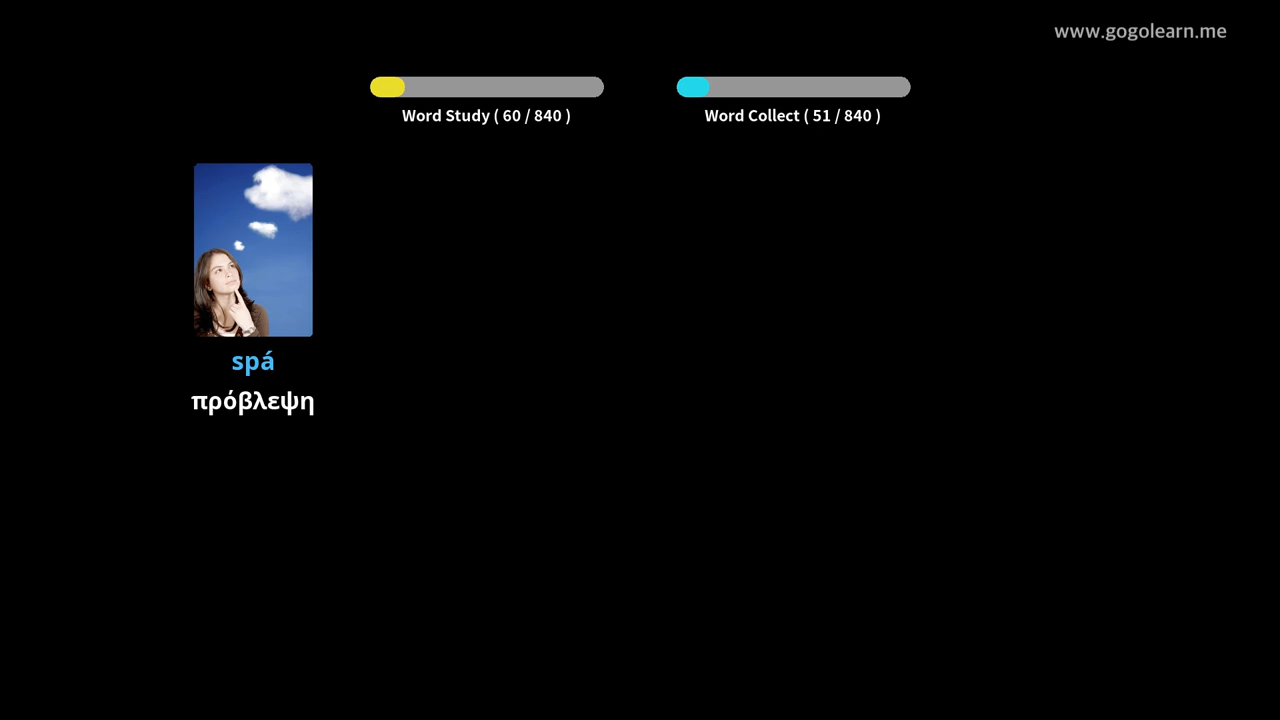 www.gogolearn.me
Word Study ( 60 / 840 )
Word Collect ( 51 / 840 )
spá
πρόβλεψη